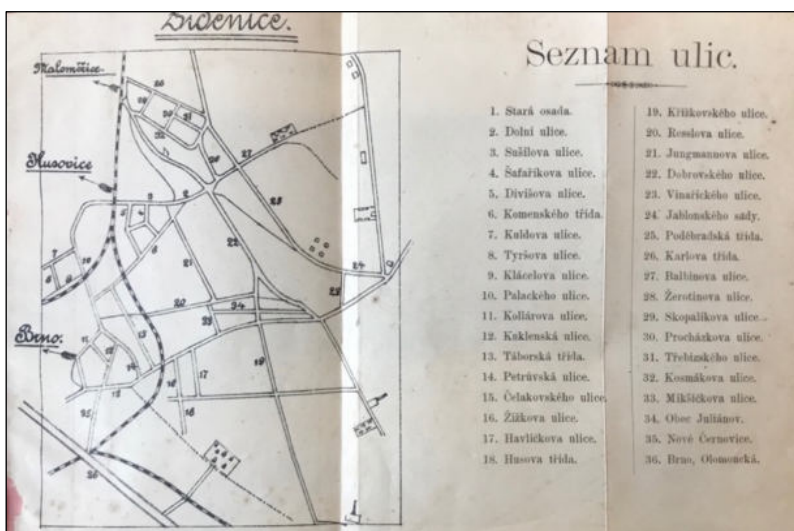 Židenice.
Maloměřice
Husovice
Brno.
Seznam ulic.
1. Stará osada.
2. Dolní ulice.
3. Sušilova ulice.
4. Šafaříkova ulice.
5. Divišova ulice.
6. Komenského třída.
7. Kuldova ulice.
8. Tyršova ulice.
9. Klácelova ulice.
10. Palackého ulice.
11. Kollárova ulice.
12. Kuklenská ulice.
13. Táborská třída.
14. Petrůvská ulice.
15. Čelakovského ulice.
16. Žižkova ulice.
17. Havlíčkova ulice.
18. Husova třída.
19. Křížkovského ulice.
20. Resslova ulice.
21. Jungmannova ulice.
22. Dobrovského ulice.
23. Vinařického ulice.
24. Jablonského sady.
25. Poděbradská třída.
26. Karlova třída.
27. Balbínova ulice.
28. Žerotínova ulice.
29. Skopalíkova ulice.
30. Procházkova ulice.
31. Třebízského ulice.
32. Kosmákova ulice.
33. Mikšíčkova ulice.
34. Obec Juliánov.
35. Nové Černovice.
36. Brno, Olomoucká.